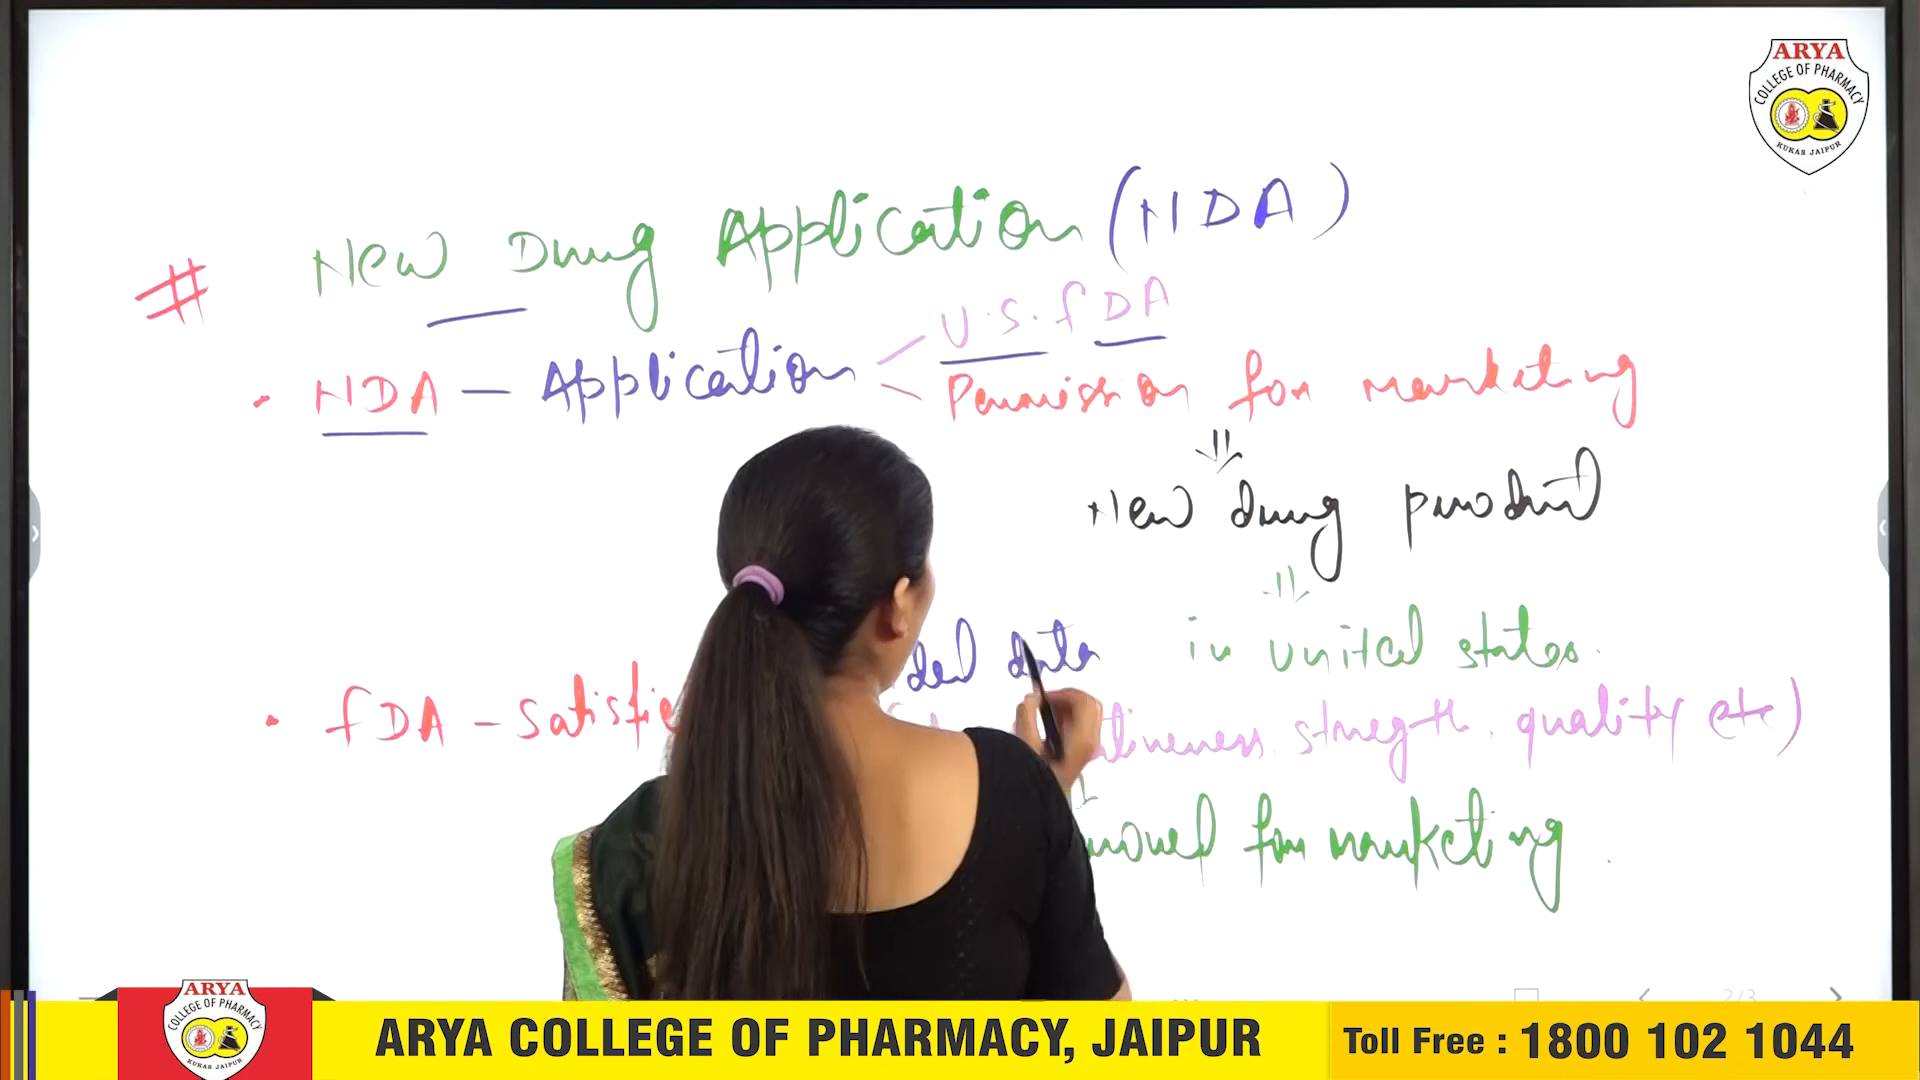 ARYA
COLLEGE OF PHARMACY
KUKAS JAIPUR
# New Drug Application (NDA)
U.S. FDA
• NDA – Application < Permission for marketing
New drug product
data in United states.
• FDA – Satisfie strength, quality etc)
for marketing
2/3
ARYA
COLLEGE OF PHARMACY
KUKAS JAIPUR
ARYA COLLEGE OF PHARMACY, JAIPUR
Toll Free : 1800 102 1044